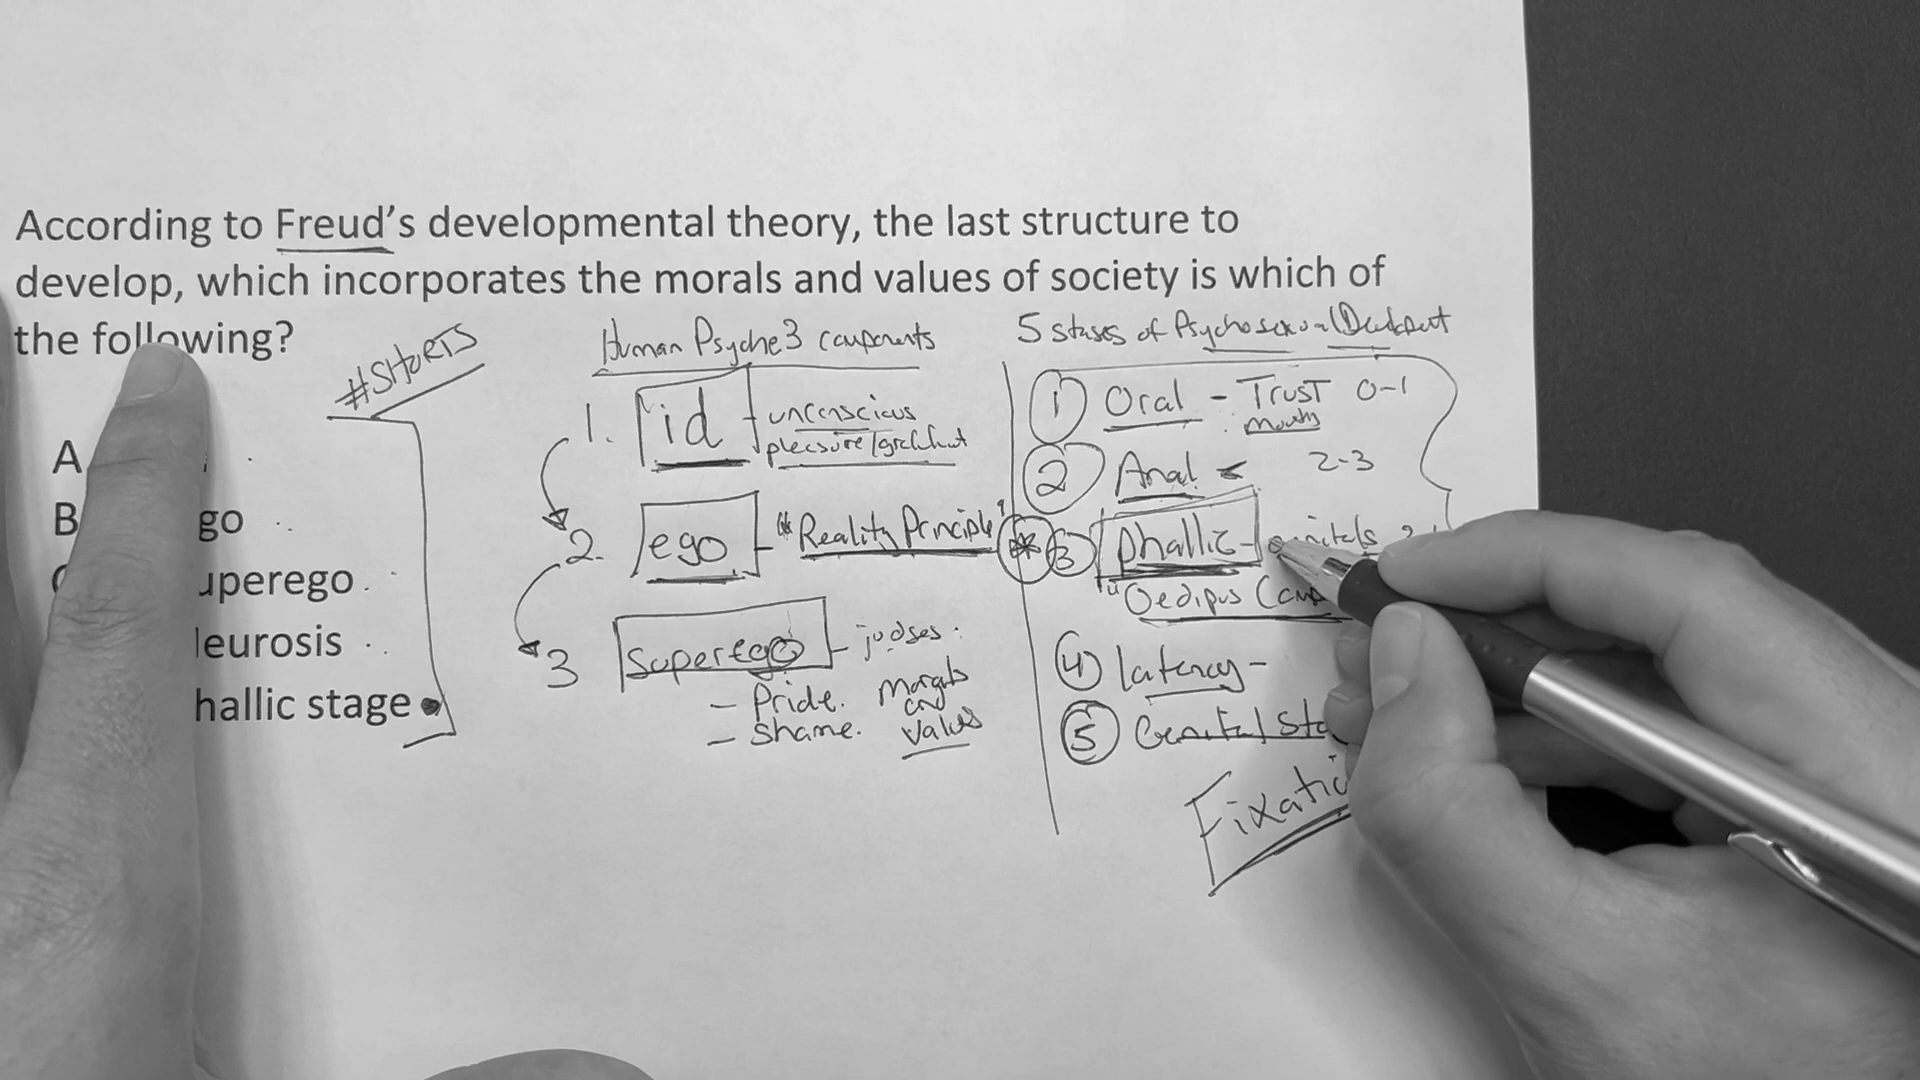 According to Freud's developmental theory, the last structure to
develop, which incorporates the morals and values of society is which of
the following?
#SHORTS
A
B go
uperego
leurosis
hallic stage
Human Psyche 3 components
1. id unconscious
pleasure/
2. ego "Reality Principle"
3 Superego judges.
- Pride. Morals
and
- Shame. Values
5 stages of Psychosexual
1 Oral - Trust 0-1
Mouth
2 Anal 2-3
3 phallic
"Oedipus
4 latency -
5 Genital
Fixatio